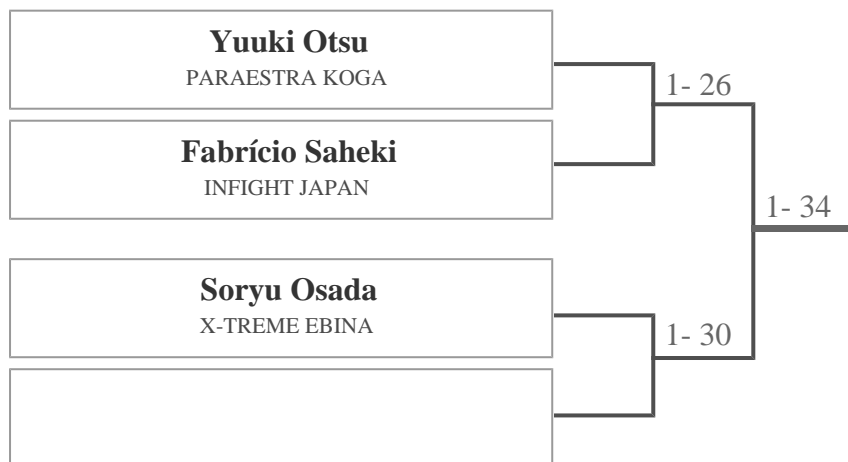 Yuuki Otsu
PARAESTRA KOGA
1- 26
Fabrício Saheki
INFIGHT JAPAN
1- 34
Soryu Osada
X-TREME EBINA
1- 30